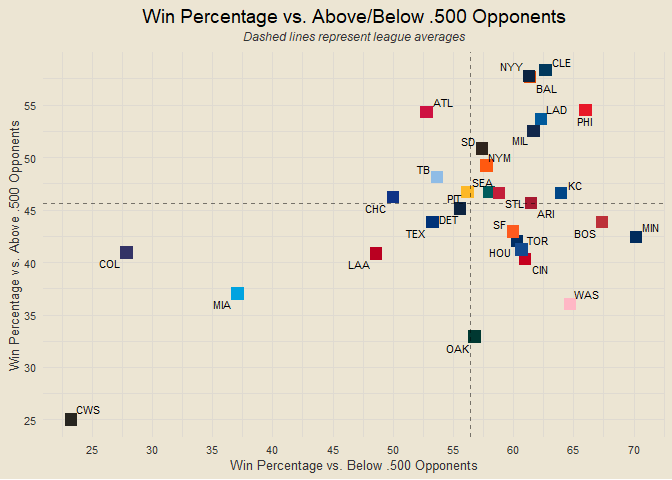 Win Percentage vs. Above/Below .500 Opponents
Dashed lines represent league averages
Win Percentage vs. Above .500 Opponents
55
50
45
40
35
30
25
NYY
CLE
BAL
ATL
LAD
PHI
MIL
SD
NYM
TB
SEA
KC
PIT
STL
CHC
ARI
DET
TEX
SF
BOS
MIN
TOR
HOU
COL
LAA
CIN
MIA
WAS
OAK
CWS
25 30 35 40 45 50 55 60 65 70
Win Percentage vs. Below .500 Opponents